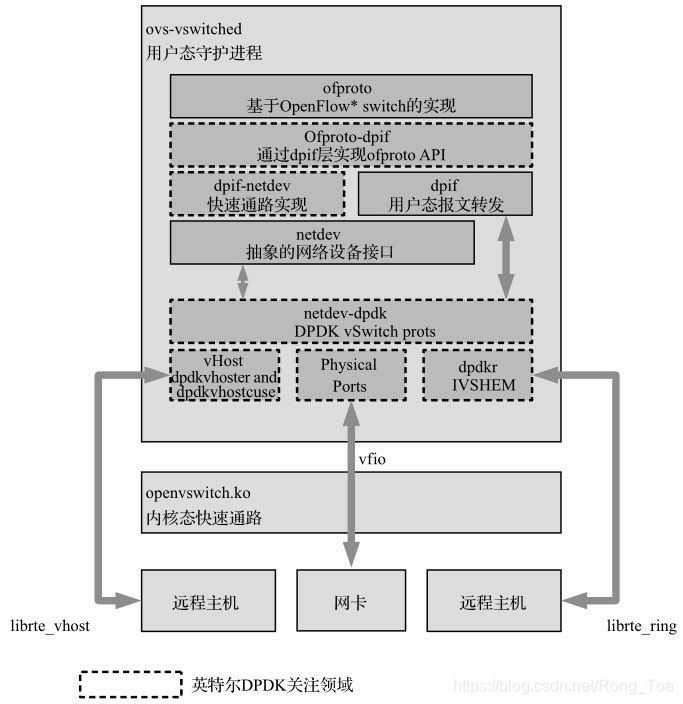 ovs-vswitched
用户态守护进程
ofproto
基于OpenFlow* switch的实现
Ofproto-dpif
通过dpif层实现ofproto API
dpif-netdev
快速通路实现
dpif
用户态报文转发
netdev
抽象的网络设备接口
netdev-dpdk
DPDK vSwitch prots
vHost
dpdkvhoster and
dpdkvhostcuse
Physical
Ports
dpdkr
IVSHEM
vfio
openvswitch.ko
内核态快速通路
远程主机
网卡
远程主机
librte_vhost
librte_ring
英特尔DPDK关注领域
https://blog.csdn.net/Rong_Toa